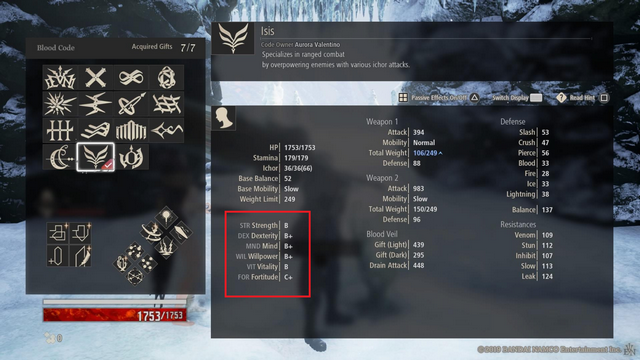 Blood Code
Acquired Gifts 7/7
Isis
Code Owner Aurora Valentino
Specializes in ranged combat
by overpowering enemies with various ichor attacks.
Passive Effects On/Off
Switch Display
Read Hint
HP 1753/1753
Stamina 179/179
Ichor 36/36(66)
Base Balance 52
Base Mobility Slow
Weight Limit 249
STR Strength B
DEX Dexterity B+
MND Mind B+
WIL Willpower B+
VIT Vitality B
FOR Fortitude C+
Weapon 1
Attack 394
Mobility Normal
Total Weight 106/249
Defense 88
Weapon 2
Attack 983
Mobility Slow
Total Weight 150/249
Defense 96
Blood Veil
Gift (Light) 439
Gift (Dark) 295
Drain Attack 448
Defense
Slash 53
Crush 47
Pierce 56
Blood 33
Fire 28
Ice 33
Lightning 38
Balance 137
Resistances
Venom 109
Stun 112
Inhibit 107
Slow 113
Leak 124
1753/1753
0
©2019 BANDAI NAMCO Entertainment Inc.